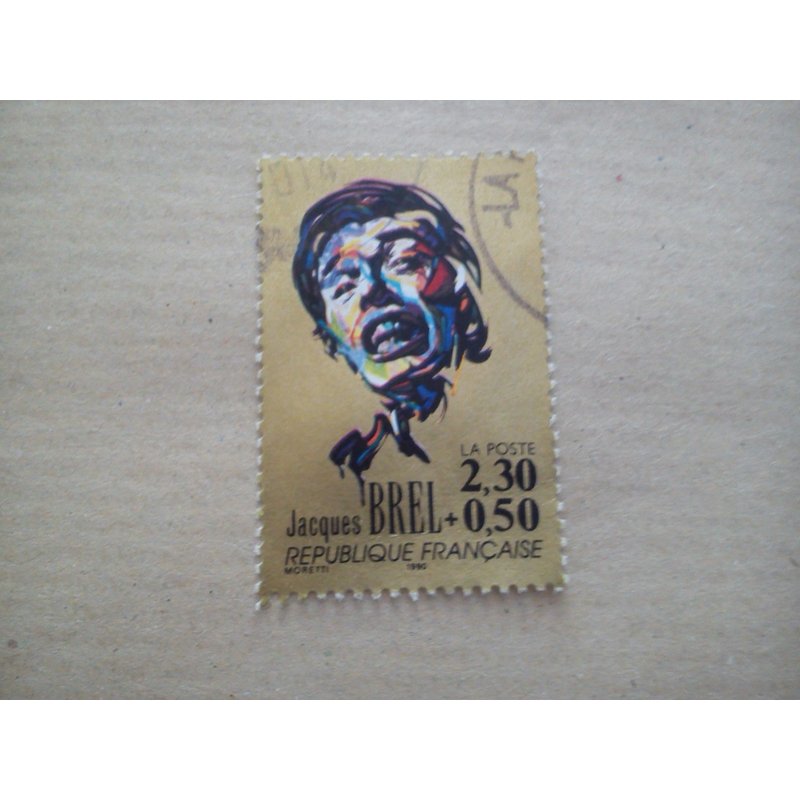 LA POSTE
2,30
Jacques BREL + 0,50
REPUBLIQUE FRANÇAISE
MORETTI 1990